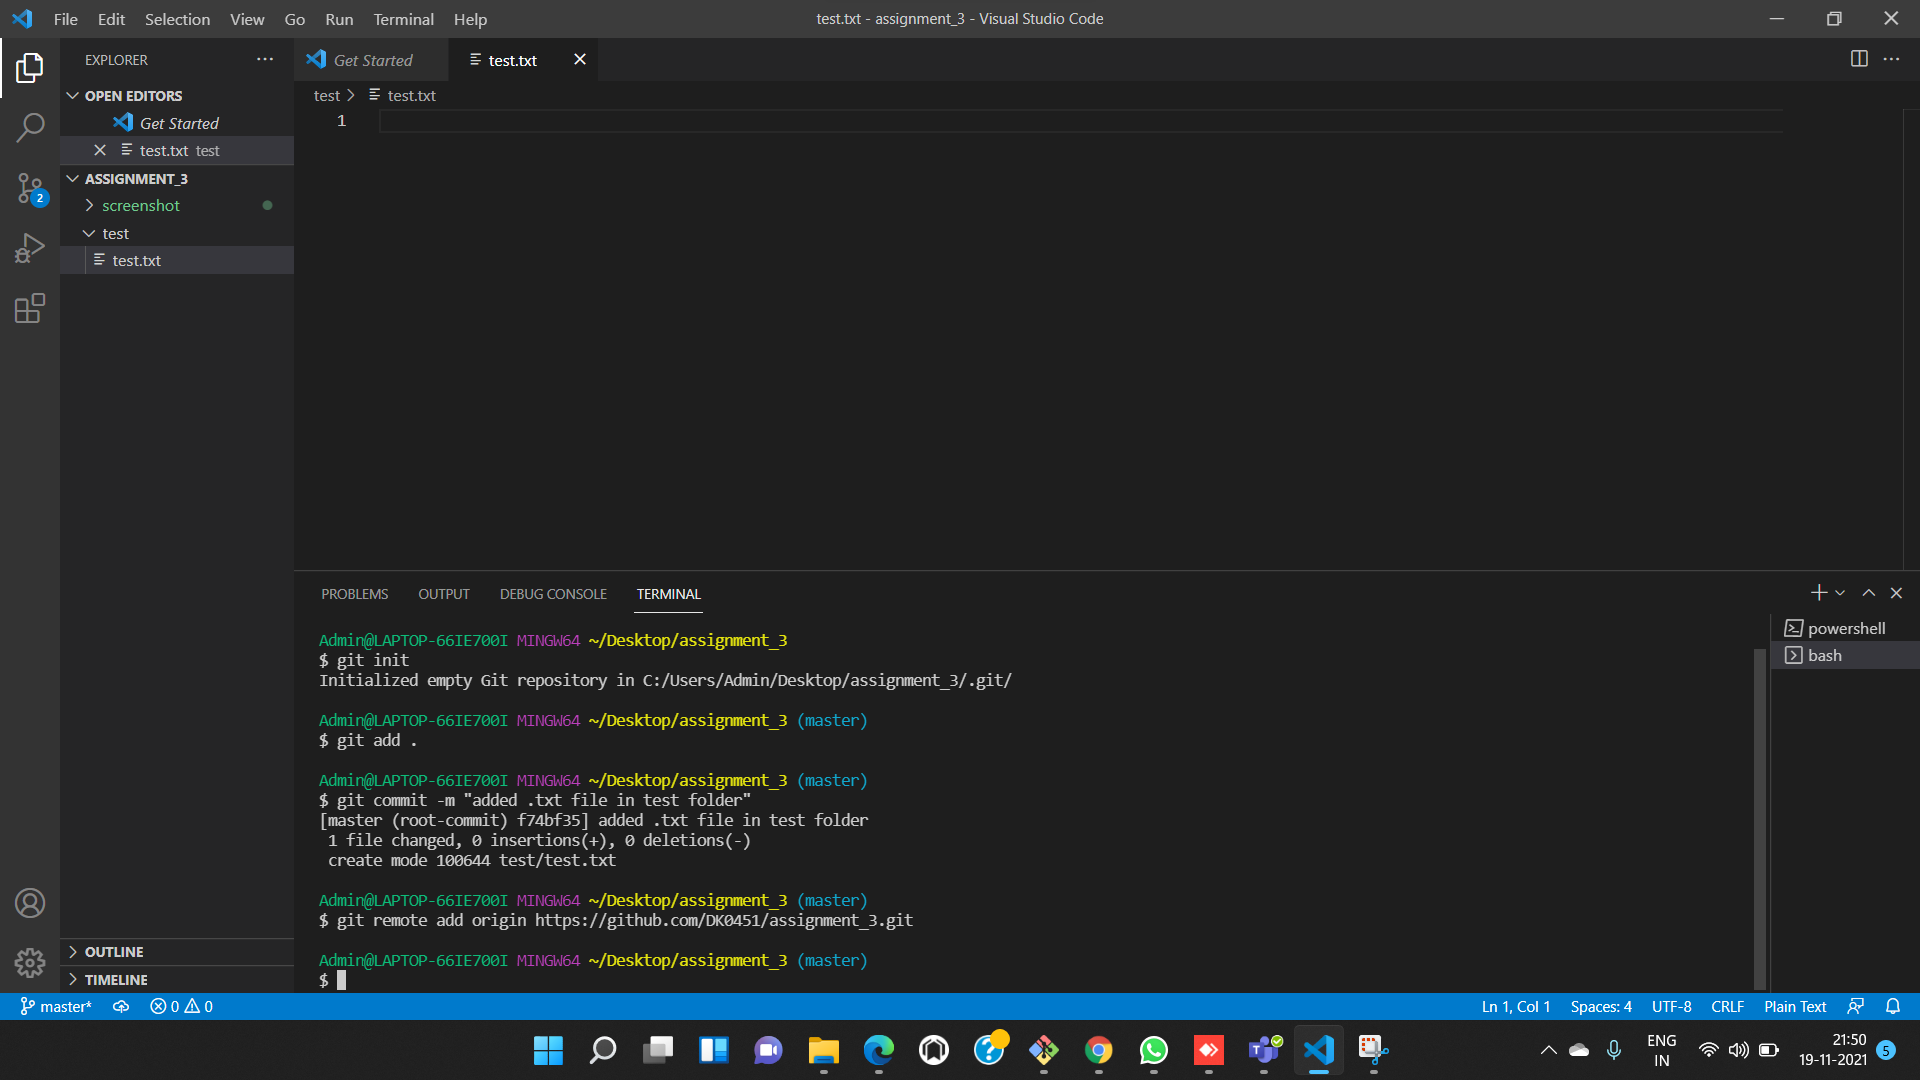 File Edit Selection View Go Run Terminal Help
test.txt - assignment_3 - Visual Studio Code
EXPLORER
Get Started
test.txt
OPEN EDITORS
Get Started
test.txt test
test > test.txt
1
2
ASSIGNMENT_3
screenshot
test
test.txt
PROBLEMS OUTPUT DEBUG CONSOLE TERMINAL
powershell
bash
Admin@LAPTOP-66IE700I MINGW64 ~/Desktop/assignment_3
$ git init
Initialized empty Git repository in C:/Users/Admin/Desktop/assignment_3/.git/
Admin@LAPTOP-66IE700I MINGW64 ~/Desktop/assignment_3 (master)
$ git add .
Admin@LAPTOP-66IE700I MINGW64 ~/Desktop/assignment_3 (master)
$ git commit -m "added .txt file in test folder"
[master (root-commit) f74bf35] added .txt file in test folder
1 file changed, 0 insertions(+), 0 deletions(-)
create mode 100644 test/test.txt
Admin@LAPTOP-66IE700I MINGW64 ~/Desktop/assignment_3 (master)
$ git remote add origin https://github.com/DK0451/assignment_3.git
Admin@LAPTOP-66IE700I MINGW64 ~/Desktop/assignment_3 (master)
$
OUTLINE
TIMELINE
master* 0 0
Ln 1, Col 1 Spaces: 4 UTF-8 CRLF Plain Text
ENG
IN
21:50
19-11-2021
5